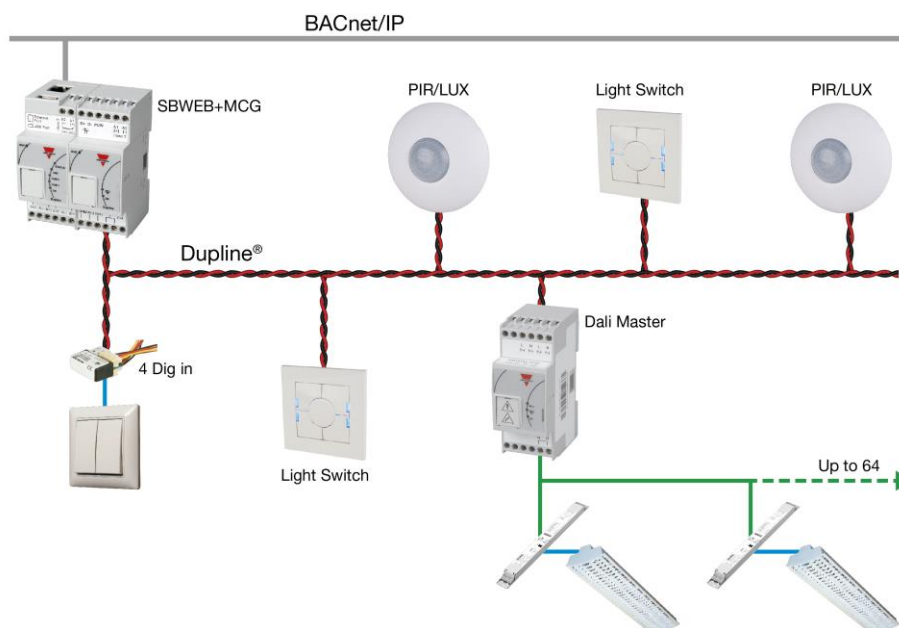 BACnet/IP
SBWEB+MCG
PIR/LUX
Light Switch
PIR/LUX
Dupline®
Dali Master
4 Dig in
Light Switch
Up to 64